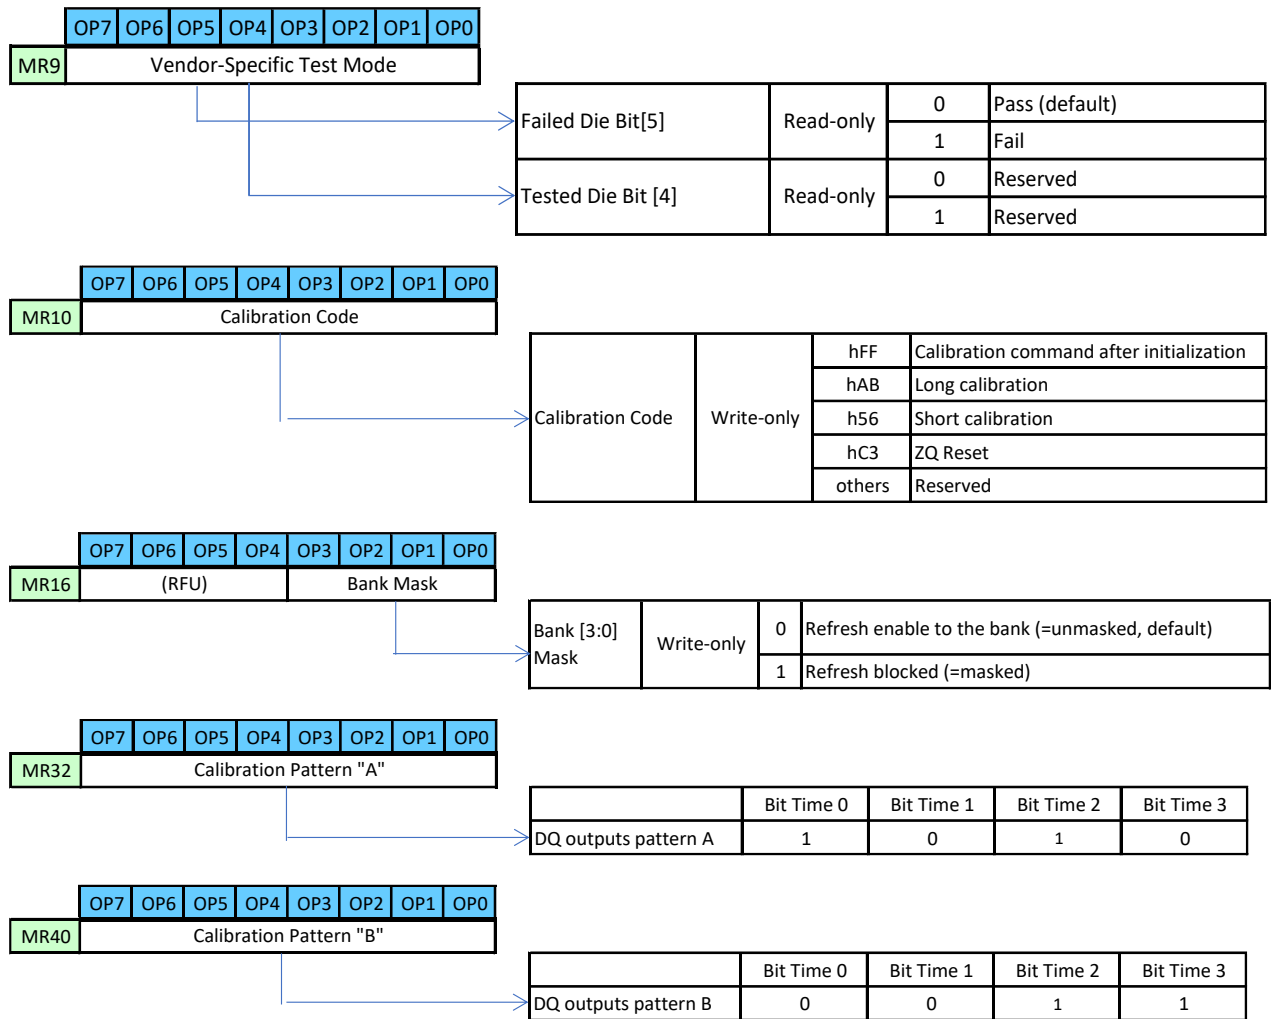 OP7 OP6 OP5 OP4 OP3 OP2 OP1 OP0
MR9 Vendor-Specific Test Mode
Failed Die Bit[5] Read-only 0 Pass (default)
1 Fail
Tested Die Bit [4] Read-only 0 Reserved
1 Reserved
OP7 OP6 OP5 OP4 OP3 OP2 OP1 OP0
MR10 Calibration Code
Calibration Code Write-only hFF Calibration command after initialization
hAB Long calibration
h56 Short calibration
hC3 ZQ Reset
others Reserved
OP7 OP6 OP5 OP4 OP3 OP2 OP1 OP0
MR16 (RFU) Bank Mask
Bank [3:0]
Mask Write-only 0 Refresh enable to the bank (=unmasked, default)
1 Refresh blocked (=masked)
OP7 OP6 OP5 OP4 OP3 OP2 OP1 OP0
MR32 Calibration Pattern "A"
Bit Time 0 Bit Time 1 Bit Time 2 Bit Time 3
DQ outputs pattern A 1 0 1 0
OP7 OP6 OP5 OP4 OP3 OP2 OP1 OP0
MR40 Calibration Pattern "B"
Bit Time 0 Bit Time 1 Bit Time 2 Bit Time 3
DQ outputs pattern B 0 0 1 1